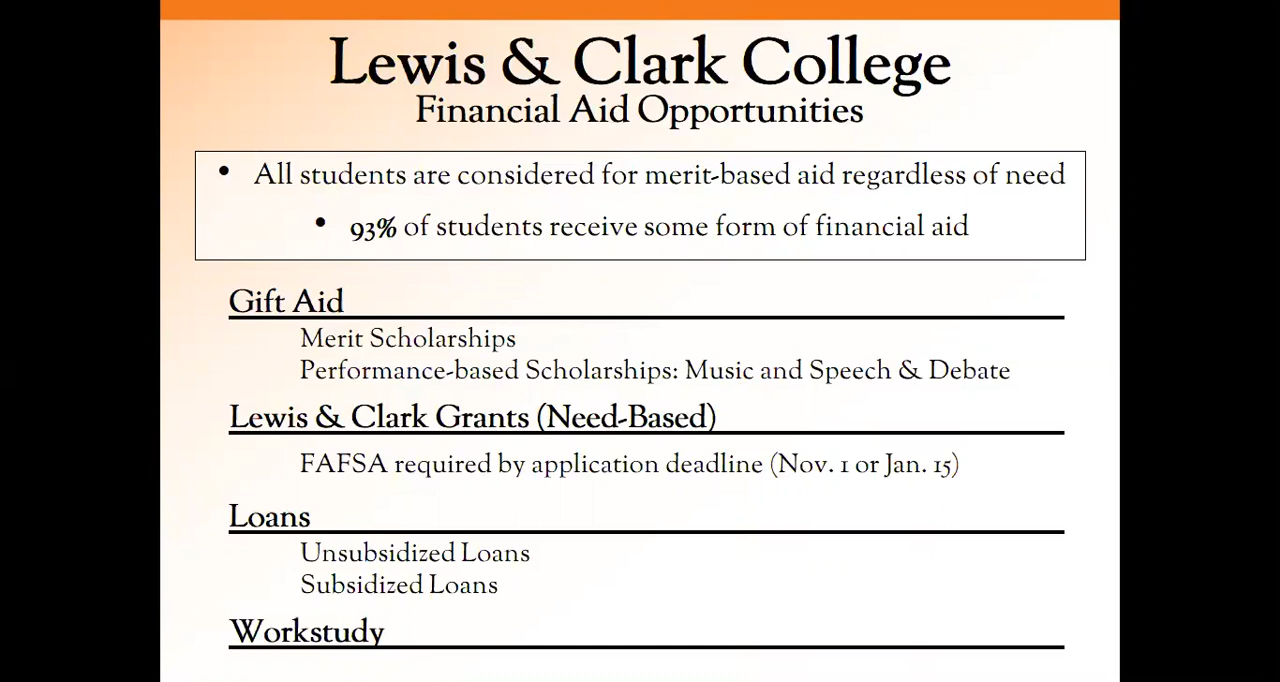 Lewis & Clark College
Financial Aid Opportunities
• All students are considered for merit-based aid regardless of need
• 93% of students receive some form of financial aid
Gift Aid
Merit Scholarships
Performance-based Scholarships: Music and Speech & Debate
Lewis & Clark Grants (Need-Based)
FAFSA required by application deadline (Nov. 1 or Jan. 15)
Loans
Unsubsidized Loans
Subsidized Loans
Workstudy